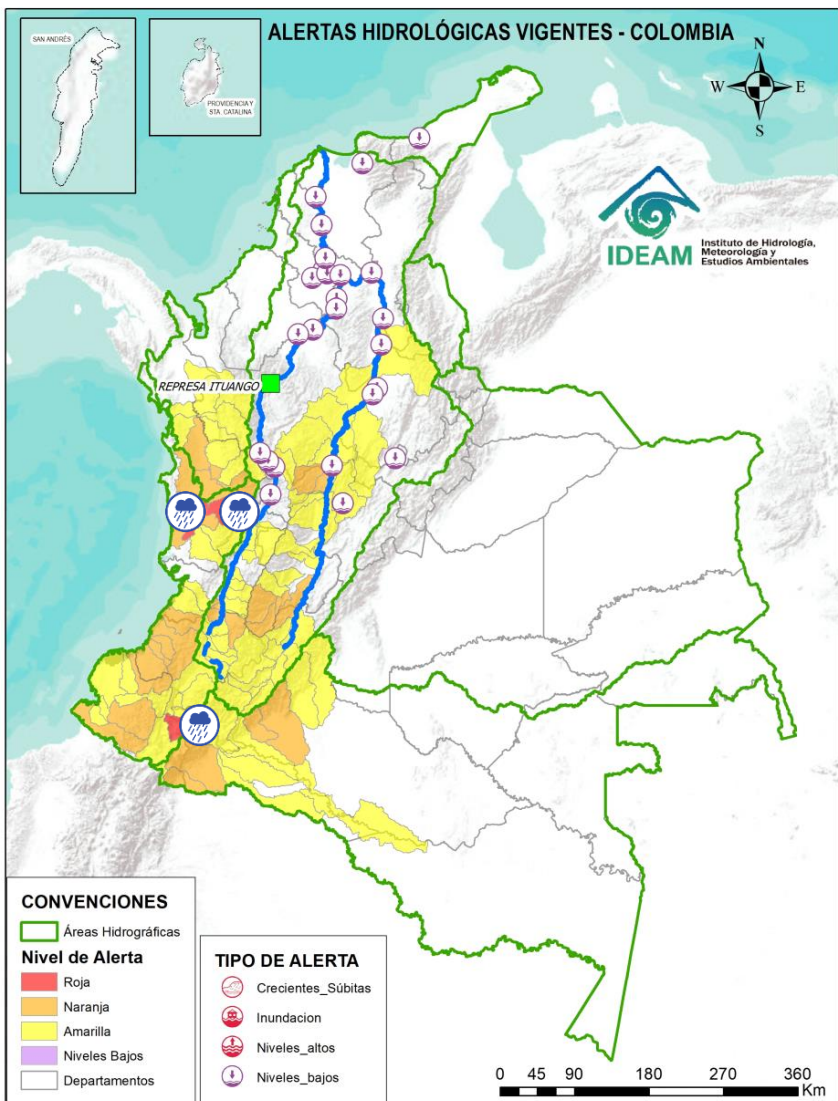 ALERTAS HIDROLÓGICAS VIGENTES - COLOMBIA
SAN ANDRÉS
PROVIDENCIA Y
STA. CATALINA
N
W
E
S
IDEAM
Instituto de Hidrología,
Meteorología y
Estudios Ambientales
REPRESA ITUANGO
CONVENCIONES
Áreas Hidrográficas
Nivel de Alerta
Roja
Naranja
Amarilla
Niveles Bajos
Departamentos
TIPO DE ALERTA
Crecientes_Súbitas
Inundacion
Niveles_altos
Niveles_bajos
0 45 90 180 270 360
Km